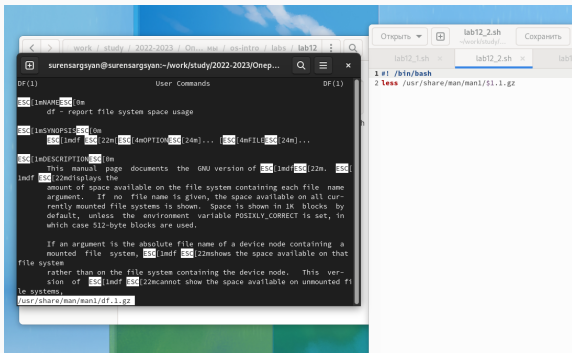 work / study / 2022-2023 / Оп… мы / os-intro / labs / lab12
surensargsyan@surensargsyan:~/work/study/2022-2023/Опер...
DF(1) User Commands DF(1)
ESC[1mNAMEESC[0m
df - report file system space usage
ESC[1mSYNOPSISESC[0m
ESC[1mdf ESC[22m[ESC[4mOPTIONESC[24m]... [ESC[4mFILEESC[24m]...
ESC[1mDESCRIPTIONESC[0m
This manual page documents the GNU version of ESC[1mdfESC[22m. ESC[
1mdf ESC[22mdisplays the
amount of space available on the file system containing each file name
argument. If no file name is given, the space available on all cur-
rently mounted file systems is shown. Space is shown in 1K blocks by
default, unless the environment variable POSIXLY_CORRECT is set, in
which case 512-byte blocks are used.
If an argument is the absolute file name of a device node containing a
mounted file system, ESC[1mdf ESC[22mshows the space available on that
file system
rather than on the file system containing the device node. This ver-
sion of ESC[1mdf ESC[22mcannot show the space available on unmounted fi
le systems,
/usr/share/man/man1/df.1.gz
Открыть lab12_2.sh Сохранить
~/work/study/...
lab12_1.sh × lab12_2.sh × lab1
1 #! /bin/bash
2 less /usr/share/man/man1/$1.1.gz